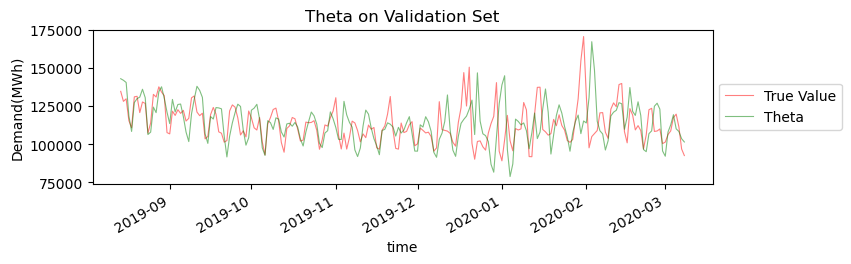 Theta on Validation Set
175000
150000
125000
100000
75000
Demand(MWh)
True Value
Theta
2019-09
2019-10
2019-11
2019-12
2020-01
2020-02
2020-03
time